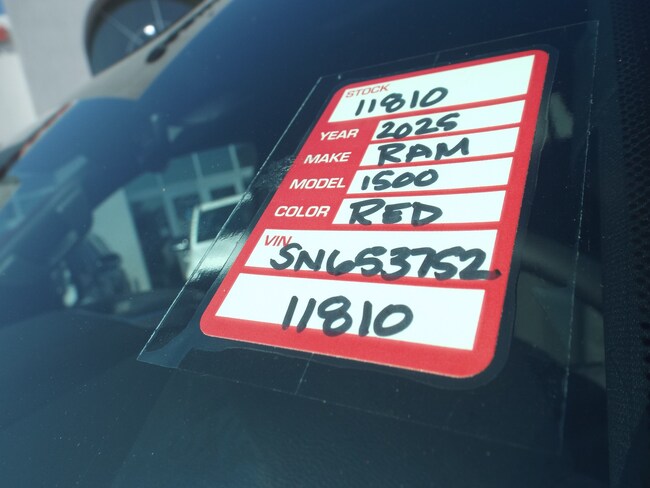 STOCK
11810
YEAR 2025
MAKE RAM
MODEL 1500
COLOR RED
VIN
SN653752
11810